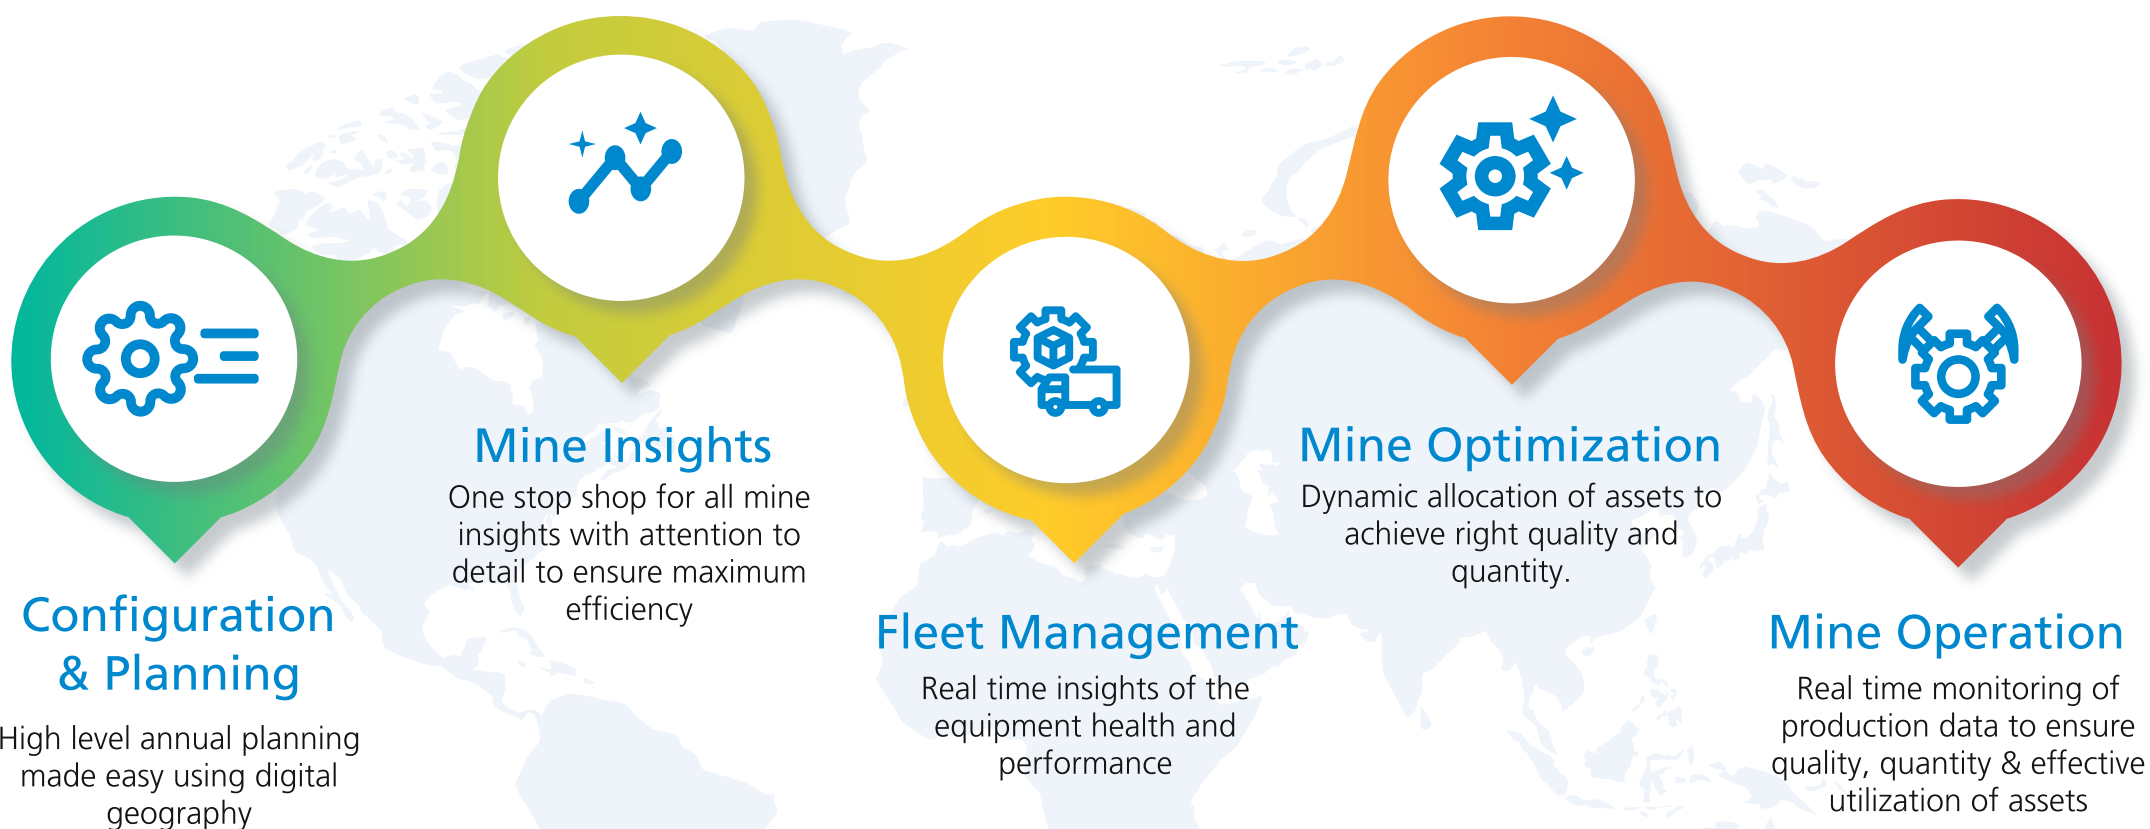 Configuration
& Planning
High level annual planning
made easy using digital
geography
Mine Insights
One stop shop for all mine
insights with attention to
detail to ensure maximum
efficiency
Fleet Management
Real time insights of the
equipment health and
performance
Mine Optimization
Dynamic allocation of assets to
achieve right quality and
quantity.
Mine Operation
Real time monitoring of
production data to ensure
quality, quantity & effective
utilization of assets